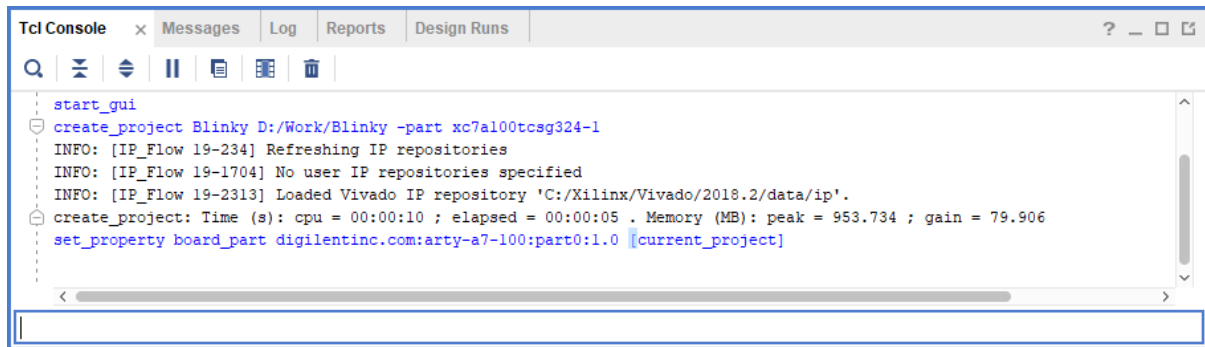 Tcl Console × Messages Log Reports Design Runs ?
start_gui
create_project Blinky D:/Work/Blinky -part xc7a100tcsg324-1
INFO: [IP_Flow 19-234] Refreshing IP repositories
INFO: [IP_Flow 19-1704] No user IP repositories specified
INFO: [IP_Flow 19-2313] Loaded Vivado IP repository 'C:/Xilinx/Vivado/2018.2/data/ip'.
create_project: Time (s): cpu = 00:00:10 ; elapsed = 00:00:05 . Memory (MB): peak = 953.734 ; gain = 79.906
set_property board_part digilentinc.com:arty-a7-100:part0:1.0 [current_project]